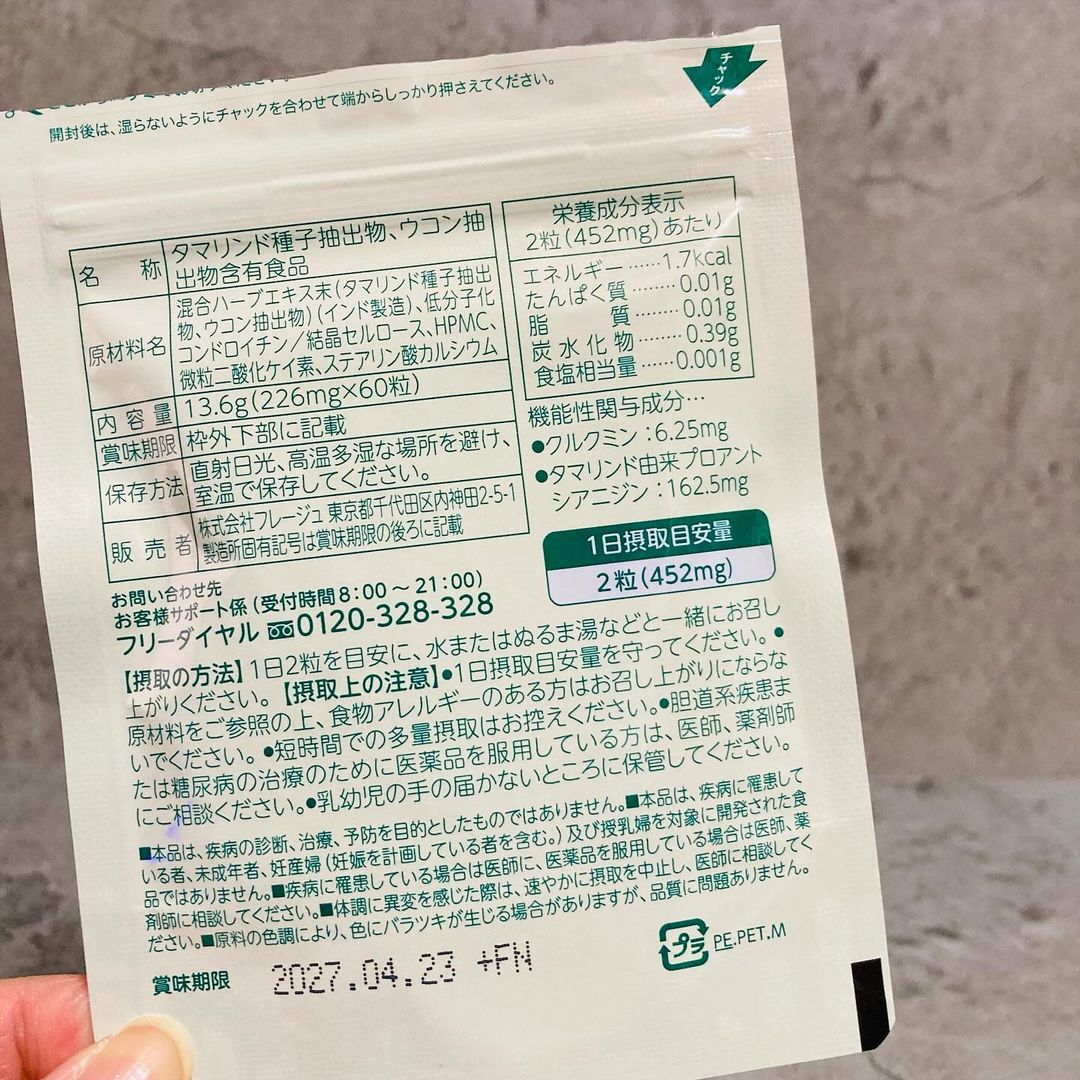 開封後は、湿らないようにチャックを合わせて端からしっかり押さえてください。
チャック
名 称
タマリンド種子抽出物、ウコン抽
出物含有食品
原材料名
混合ハーブエキス末(タマリンド種子抽出
物、ウコン抽出物)(インド製造)、低分子化
コンドロイチン/結晶セルロース、HPMC、
微粒二酸化ケイ素、ステアリン酸カルシウム
内容量
13.6g(226mg×60粒)
賞味期限
枠外下部に記載
保存方法
直射日光、高温多湿な場所を避け、
室温で保存してください。
販売者
株式会社フレージュ 東京都千代田区内神田2-5-1
製造所固有記号は賞味期限の後ろに記載
栄養成分表示
2粒(452mg)あたり
エネルギー……1.7kcal
たんぱく質………0.01g
脂 質………0.01g
炭水化物………0.39g
食塩相当量……0.001g
機能性関与成分…
●クルクミン:6.25mg
●タマリンド由来プロアント
シアニジン:162.5mg
1日摂取目安量
2粒(452mg)
お問い合わせ先
お客様サポート係(受付時間8:00~21:00)
フリーダイヤル 0120-328-328
【摂取の方法】1日2粒を目安に、水またはぬるま湯などと一緒にお召し
上がりください。【摂取上の注意】●1日摂取目安量を守ってください。●
原材料をご参照の上、食物アレルギーのある方はお召し上がりにならな
いでください。●短時間での多量摂取はお控えください。●胆道系疾患ま
たは糖尿病の治療のために医薬品を服用している方は、医師、薬剤師
にご相談ください。●乳幼児の手の届かないところに保管してください。
■本品は、疾病の診断、治療、予防を目的としたものではありません。■本品は、疾病に罹患して
いる者、未成年者、妊産婦(妊娠を計画している者を含む。)及び授乳婦を対象に開発された食
品ではありません。■疾病に罹患している場合は医師に、医薬品を服用している場合は医師、薬
剤師に相談してください。■体調に異変を感じた際は、速やかに摂取を中止し、医師に相談してく
ださい。■原料の色調により、色にバラツキが生じる場合がありますが、品質に問題ありません。
賞味期限 2027.04.23 +FN
プラ PE.PET.M